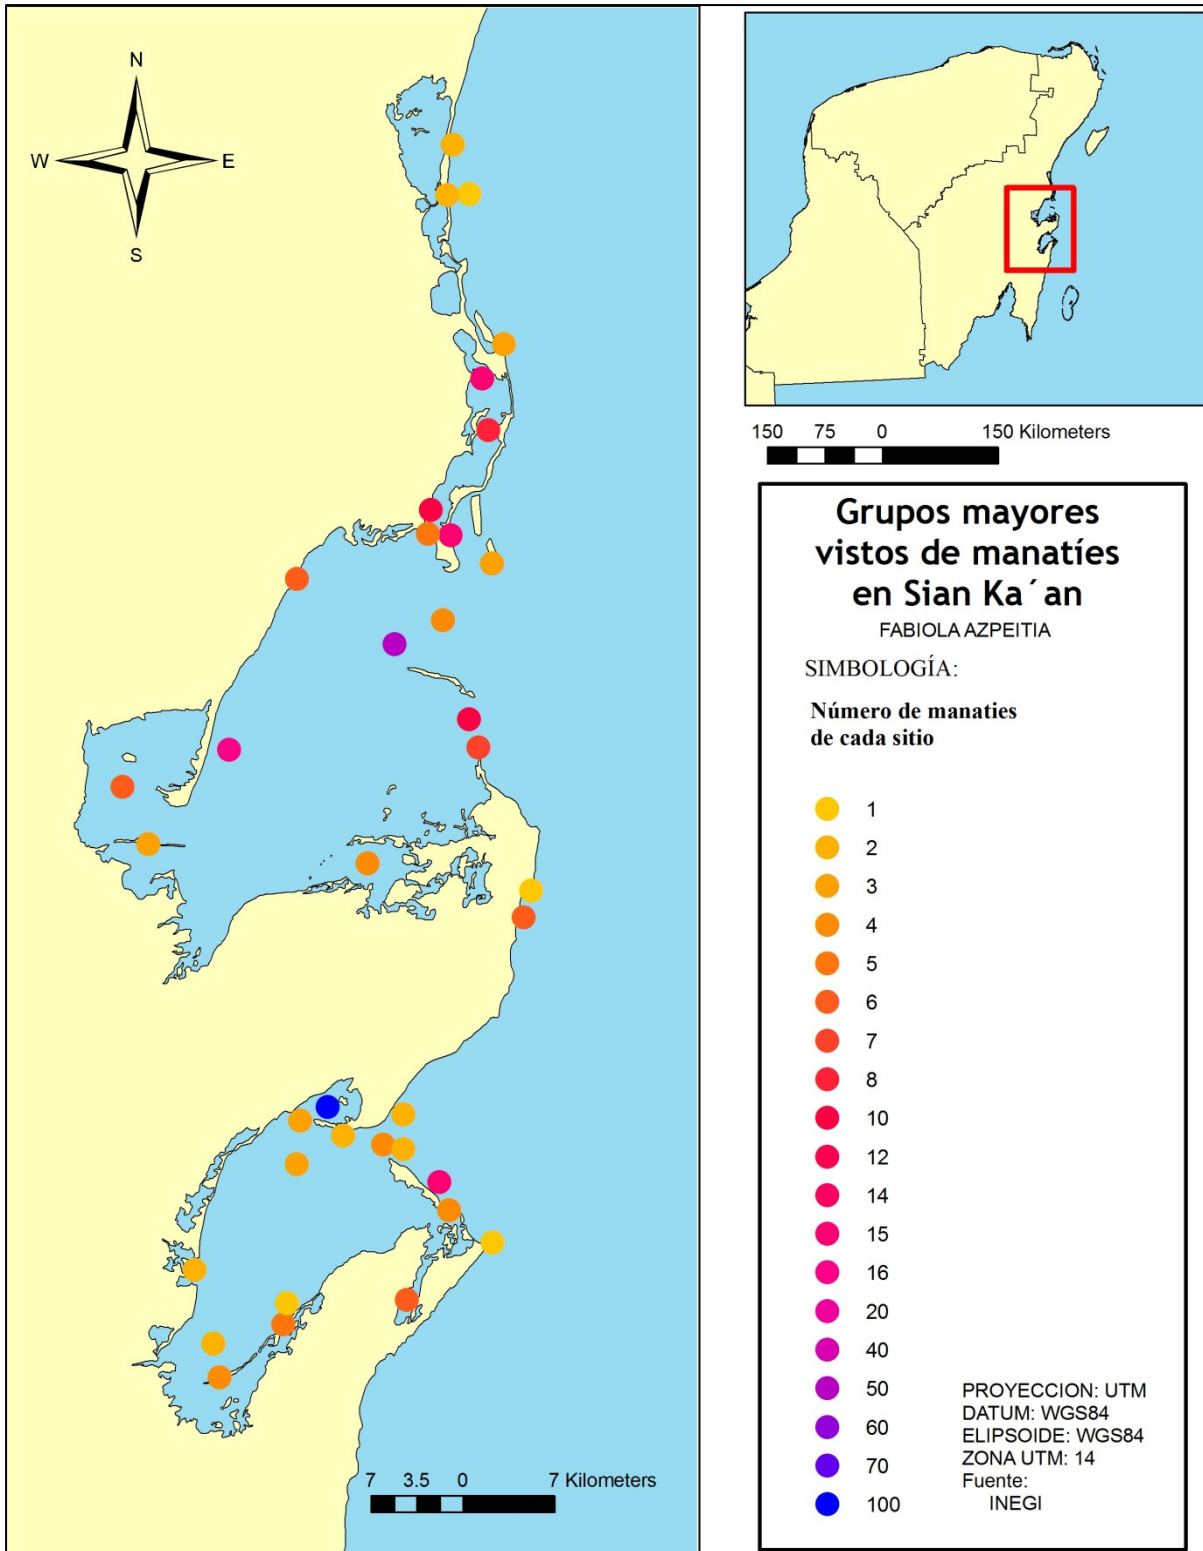 N
W E
S
150 75 0 150 Kilometers
Grupos mayores
vistos de manatíes
en Sian Ka´an
FABIOLA AZPEITIA
SIMBOLOGÍA:
Número de manaties
de cada sitio
1
2
3
4
5
6
7
8
10
12
14
15
16
20
40
50
60
70
100
PROYECCION: UTM
DATUM: WGS84
ELIPSOIDE: WGS84
ZONA UTM: 14
Fuente:
INEGI
7 3.5 0 7 Kilometers